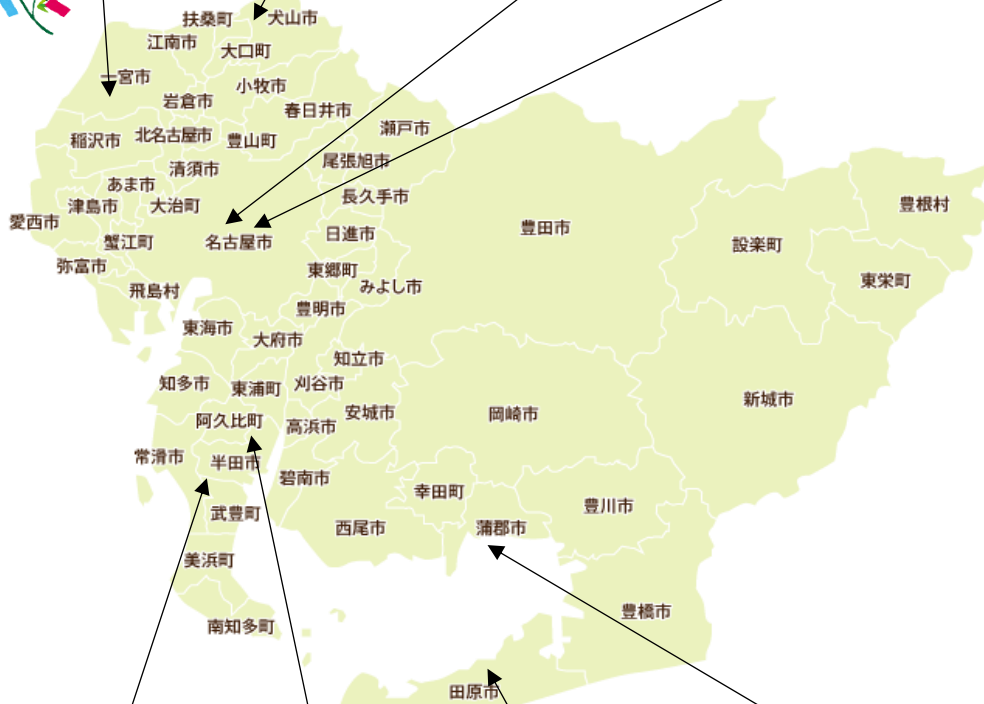 扶桑町
犬山市
江南市
大口町
一宮市
小牧市
岩倉市
春日井市
瀬戸市
稲沢市
北名古屋市
豊山町
尾張旭市
清須市
あま市
長久手市
津島市
大治町
豊根村
愛西市
豊田市
日進市
蟹江町
名古屋市
設楽町
弥富市
東郷町
東栄町
みよし市
飛島村
豊明市
東海市
大府市
知立市
知多市
東浦町
刈谷市
新城市
安城市
岡崎市
阿久比町
高浜市
常滑市
半田市
碧南市
幸田町
豊川市
武豊町
西尾市
蒲郡市
美浜町
豊橋市
南知多町
田原市